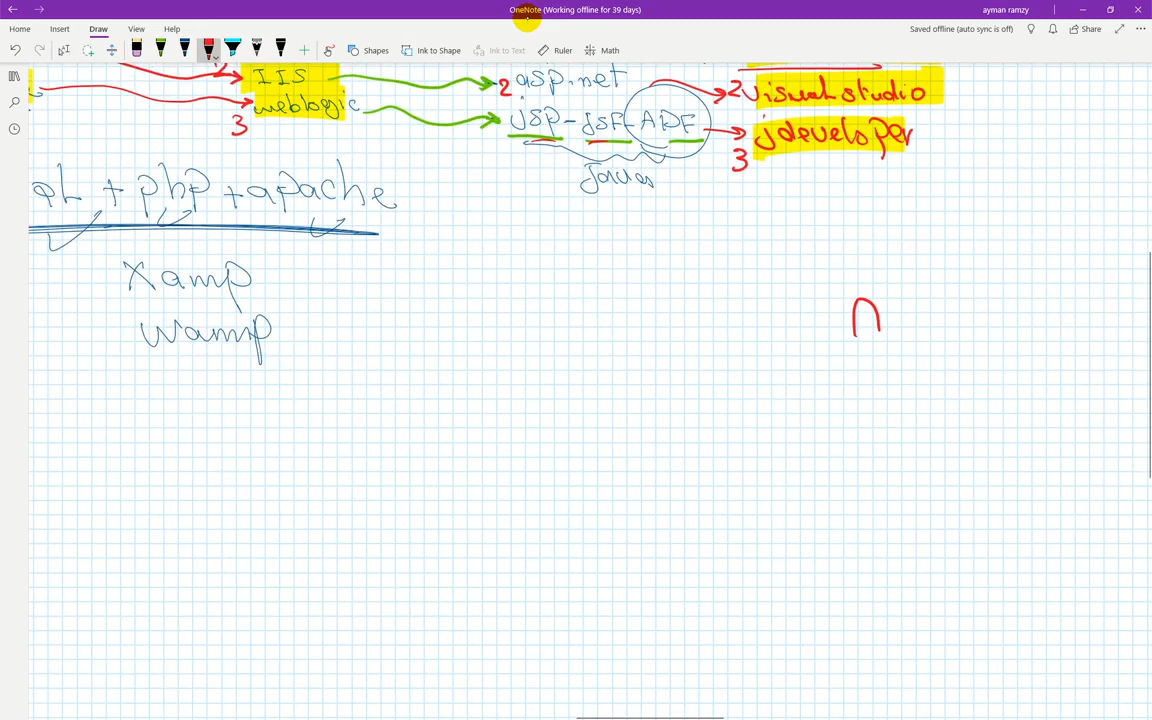 OneNote (Working offline for 39 days)
ayman ramzy
Home Insert Draw View Help
Saved offline (auto sync is off)
Share
Shapes Ink to Shape Ink to Text Ruler Math
2 IIS 2 asp.net 2 visual studio
3 weblogic jsp - JSF - ADF 3 jdeveloper
+ php + apache
xamp
wamp